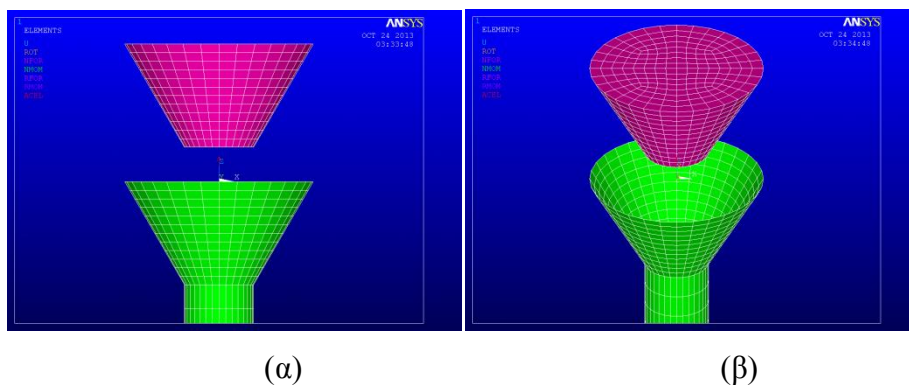 1
ELEMENTS
U
ROT
NFOR
NMOM
RFOR
RMOM
ACEL
ANSYS
OCT 24 2013
03:33:48
X
1
ELEMENTS
U
ROT
NFOR
NMOM
RFOR
RMOM
ACEL
ANSYS
OCT 24 2013
03:34:48
(α)
(β)